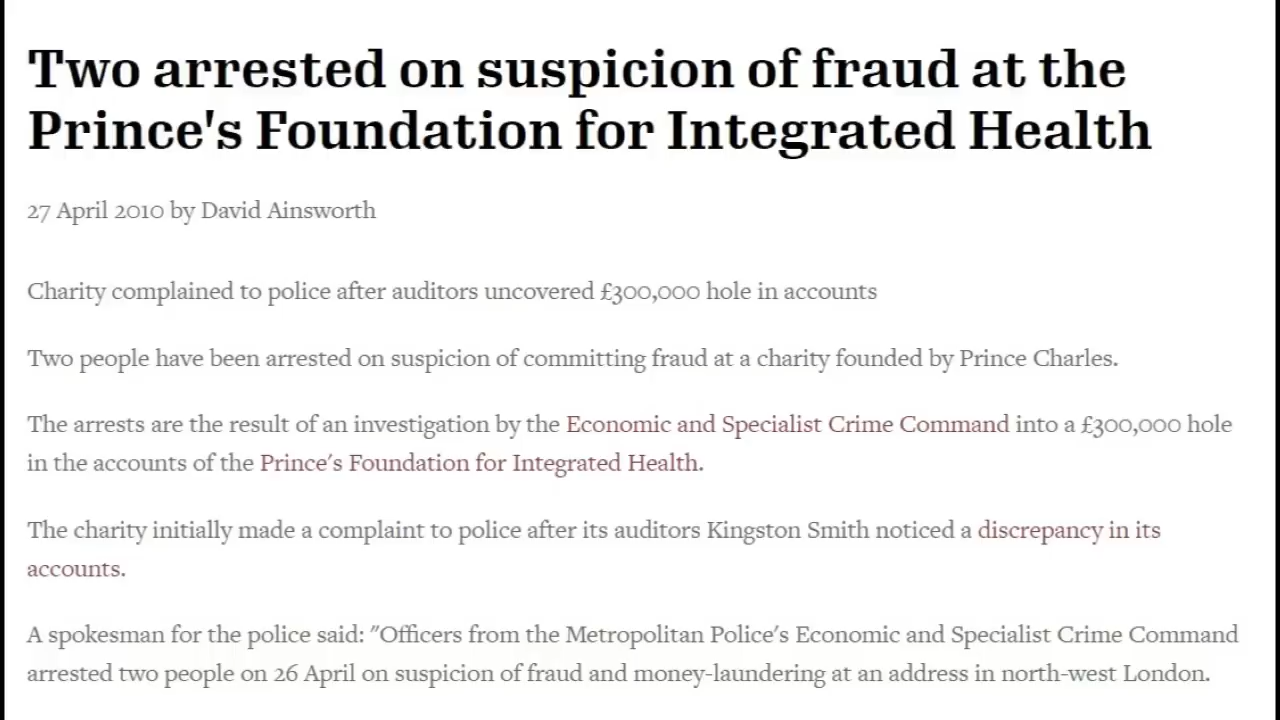 Two arrested on suspicion of fraud at the
Prince's Foundation for Integrated Health
27 April 2010 by David Ainsworth
Charity complained to police after auditors uncovered £300,000 hole in accounts
Two people have been arrested on suspicion of committing fraud at a charity founded by Prince Charles.
The arrests are the result of an investigation by the Economic and Specialist Crime Command into a £300,000 hole
in the accounts of the Prince's Foundation for Integrated Health.
The charity initially made a complaint to police after its auditors Kingston Smith noticed a discrepancy in its
accounts.
A spokesman for the police said: "Officers from the Metropolitan Police's Economic and Specialist Crime Command
arrested two people on 26 April on suspicion of fraud and money-laundering at an address in north-west London.